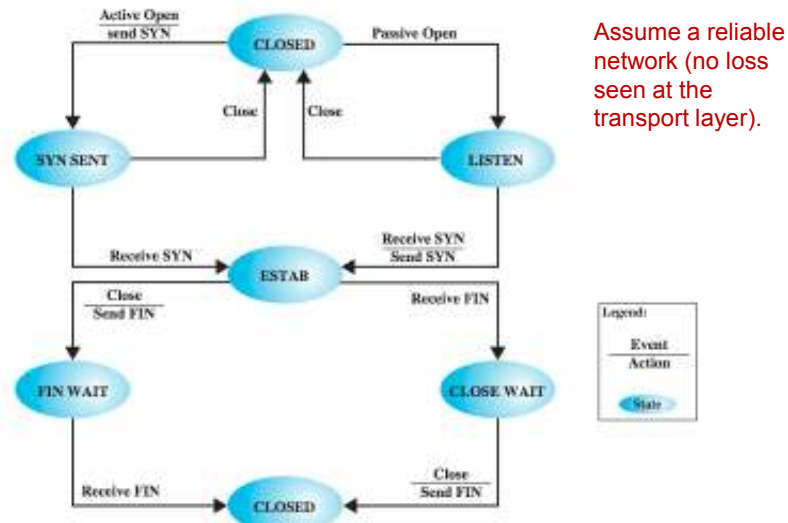 Active Open
send SYN
CLOSED
Passive Open
Assume a reliable
network (no loss
seen at the
transport layer).
Close
Close
SYN SENT
LISTEN
Receive SYN
Receive SYN
Send SYN
ESTAB
Close
Send FIN
Receive FIN
Legend:
Event
Action
State
FIN WAIT
CLOSE WAIT
Receive FIN
Close
Send FIN
CLOSED